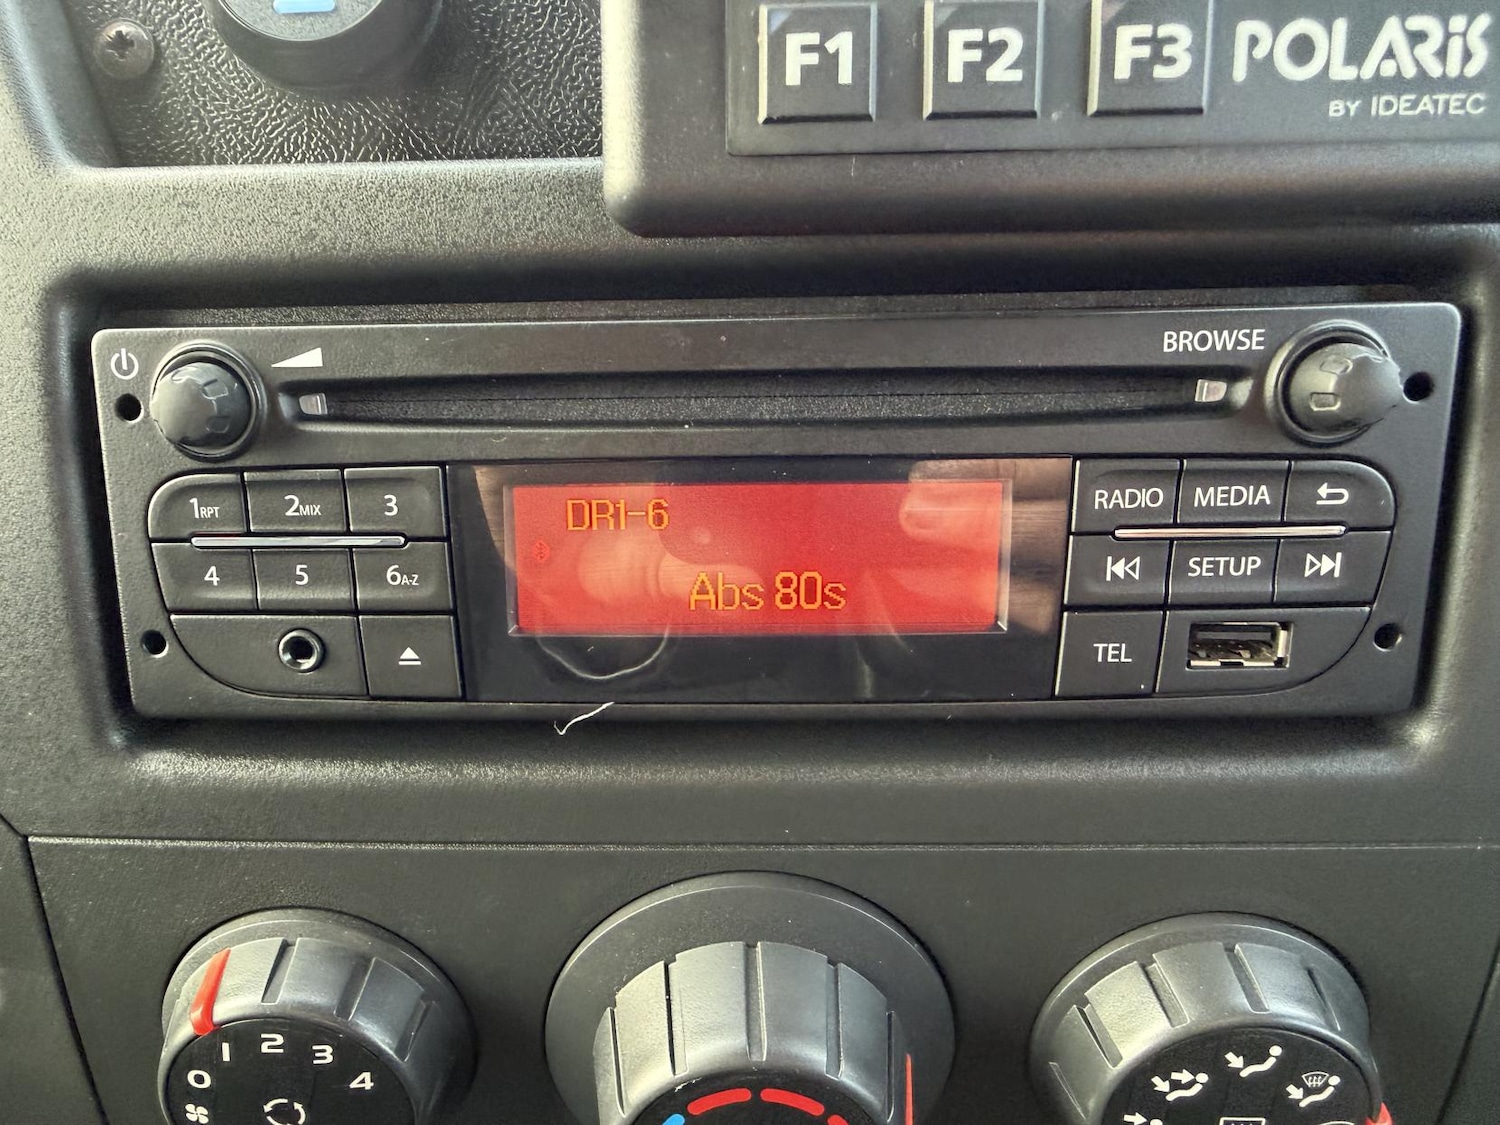 F1 F2 F3 POLARiS
BY IDEATEC
BROWSE
1RPT 2MIX 3
4 5 6A-Z
DR1-6
Abs 80s
RADIO MEDIA
SETUP
TEL
0 1 2 3 4